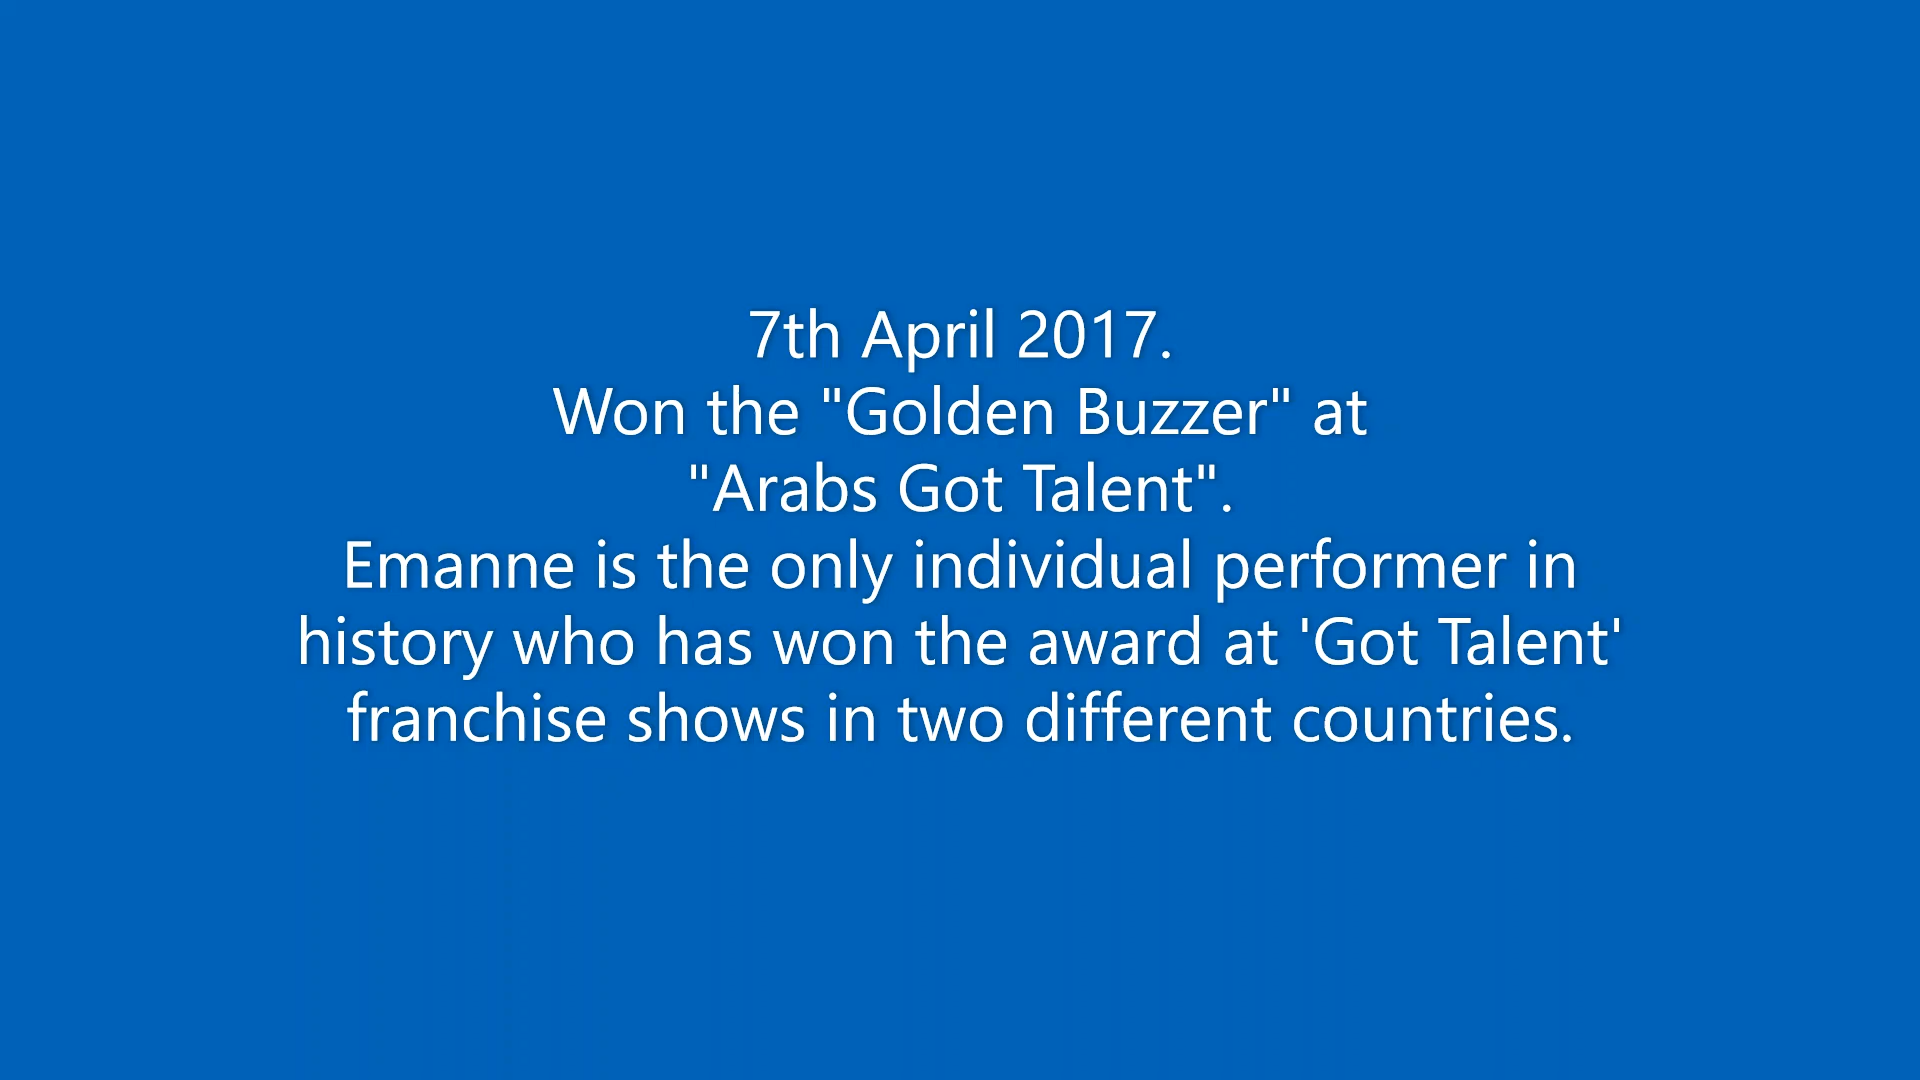 7th April 2017.
Won the "Golden Buzzer" at
"Arabs Got Talent".
Emanne is the only individual performer in
history who has won the award at 'Got Talent'
franchise shows in two different countries.